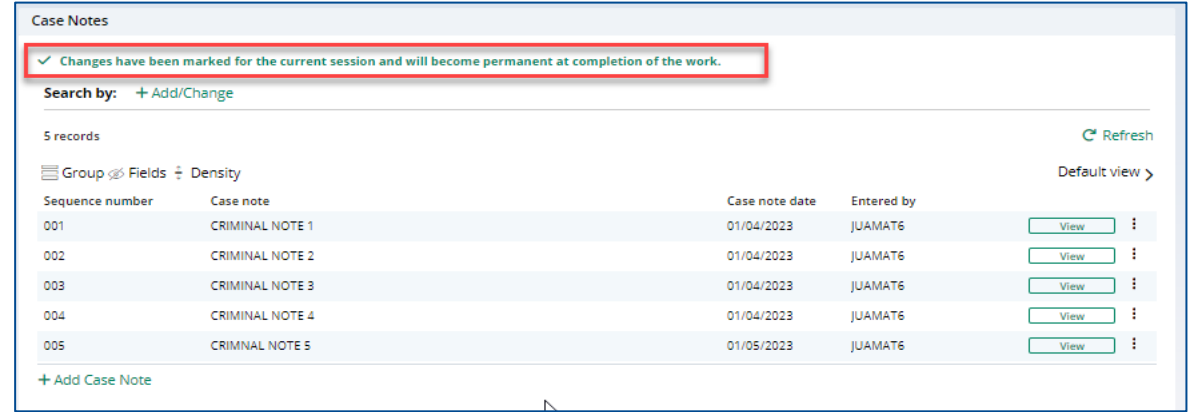 Case Notes
✓ Changes have been marked for the current session and will become permanent at completion of the work.
Search by: + Add/Change
5 records Refresh
Group Fields Density Default view >
Sequence number Case note Case note date Entered by
001 CRIMINAL NOTE 1 01/04/2023 JUAMAT6 View
002 CRIMINAL NOTE 2 01/04/2023 JUAMAT6 View
003 CRIMINAL NOTE 3 01/04/2023 JUAMAT6 View
004 CRIMINAL NOTE 4 01/04/2023 JUAMAT6 View
005 CRIMNAL NOTE 5 01/05/2023 JUAMAT6 View
+ Add Case Note